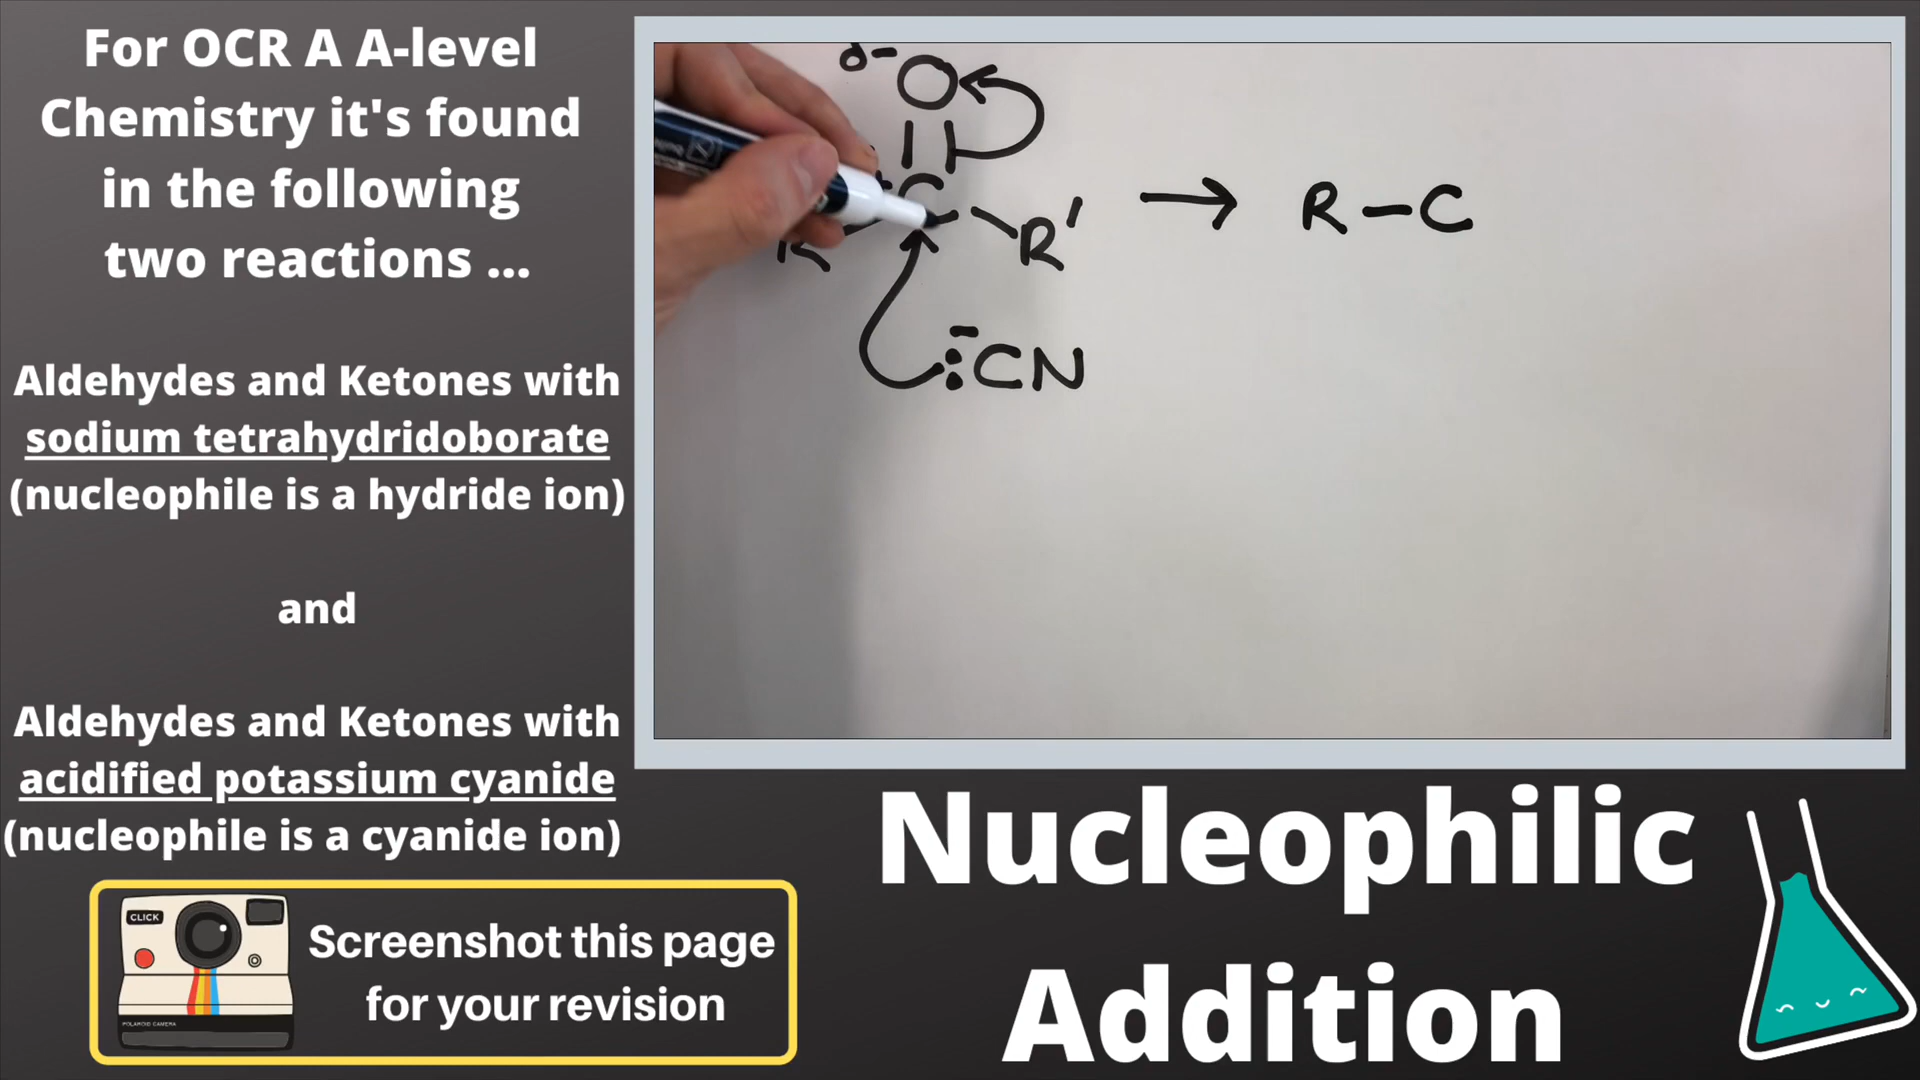 For OCR A A-level
Chemistry it's found
in the following
two reactions ...
Aldehydes and Ketones with
sodium tetrahydridoborate
(nucleophile is a hydride ion)
and
Aldehydes and Ketones with
acidified potassium cyanide
(nucleophile is a cyanide ion)
CLICK
POLAROID CAMERA
Screenshot this page
for your revision
δ− O
C
R R' → R — C
:−CN
Nucleophilic
Addition